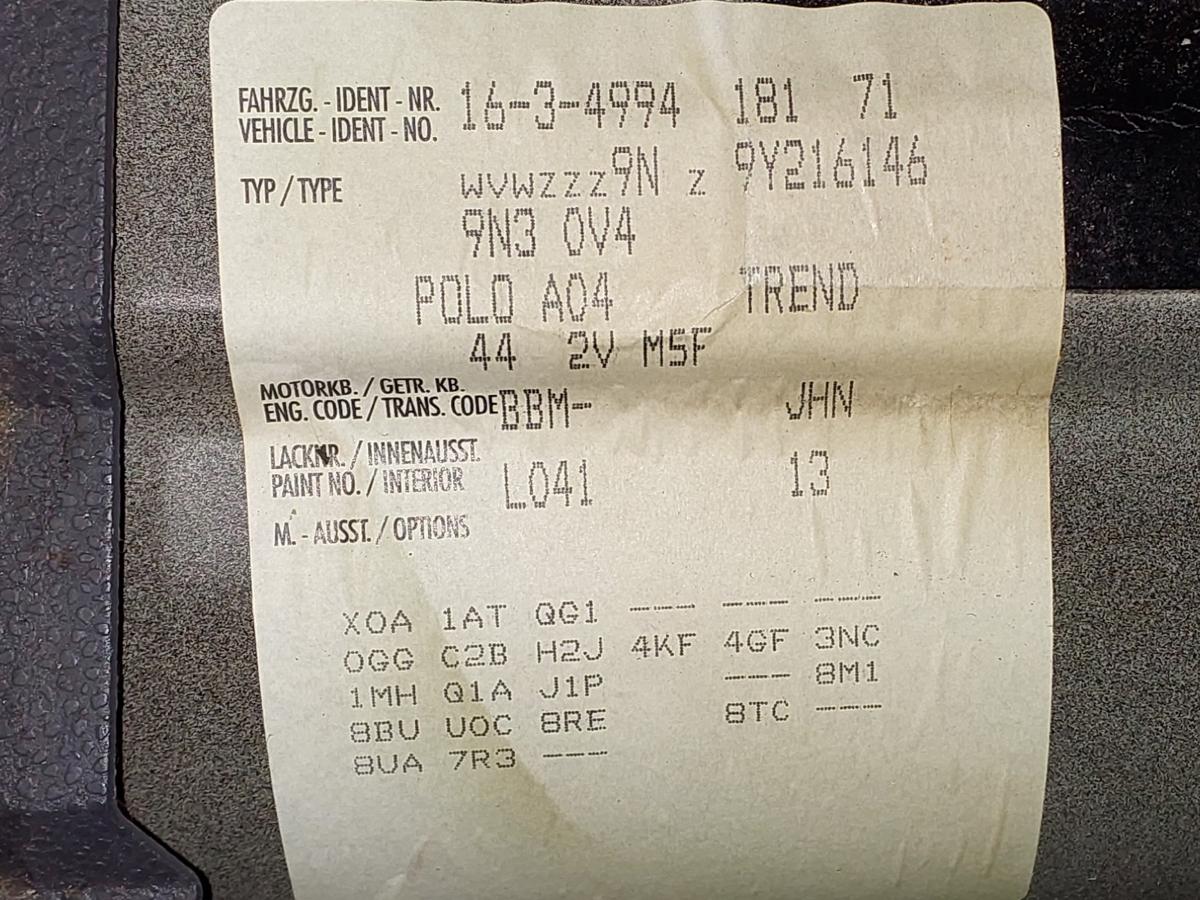 FAHRZG. - IDENT - NR. 16-3-4994 181 71
VEHICLE - IDENT - NO.
TYP / TYPE WVWZZZ9N Z 9Y216146
9N3 0V4
POLO A04 TREND
44 2V M5F
MOTORKB. / GETR. KB.
ENG. CODE / TRANS. CODE BBM- JHN
LACKNR. / INNENAUSST.
PAINT NO. / INTERIOR L041 13
M. - AUSST. / OPTIONS
X0A 1AT QG1 --- --- ---
0GG C2B H2J 4KF 4GF 3NC
1MH Q1A J1P --- 8M1
8BU U0C 8RE 8TC ---
8UA 7R3 ---